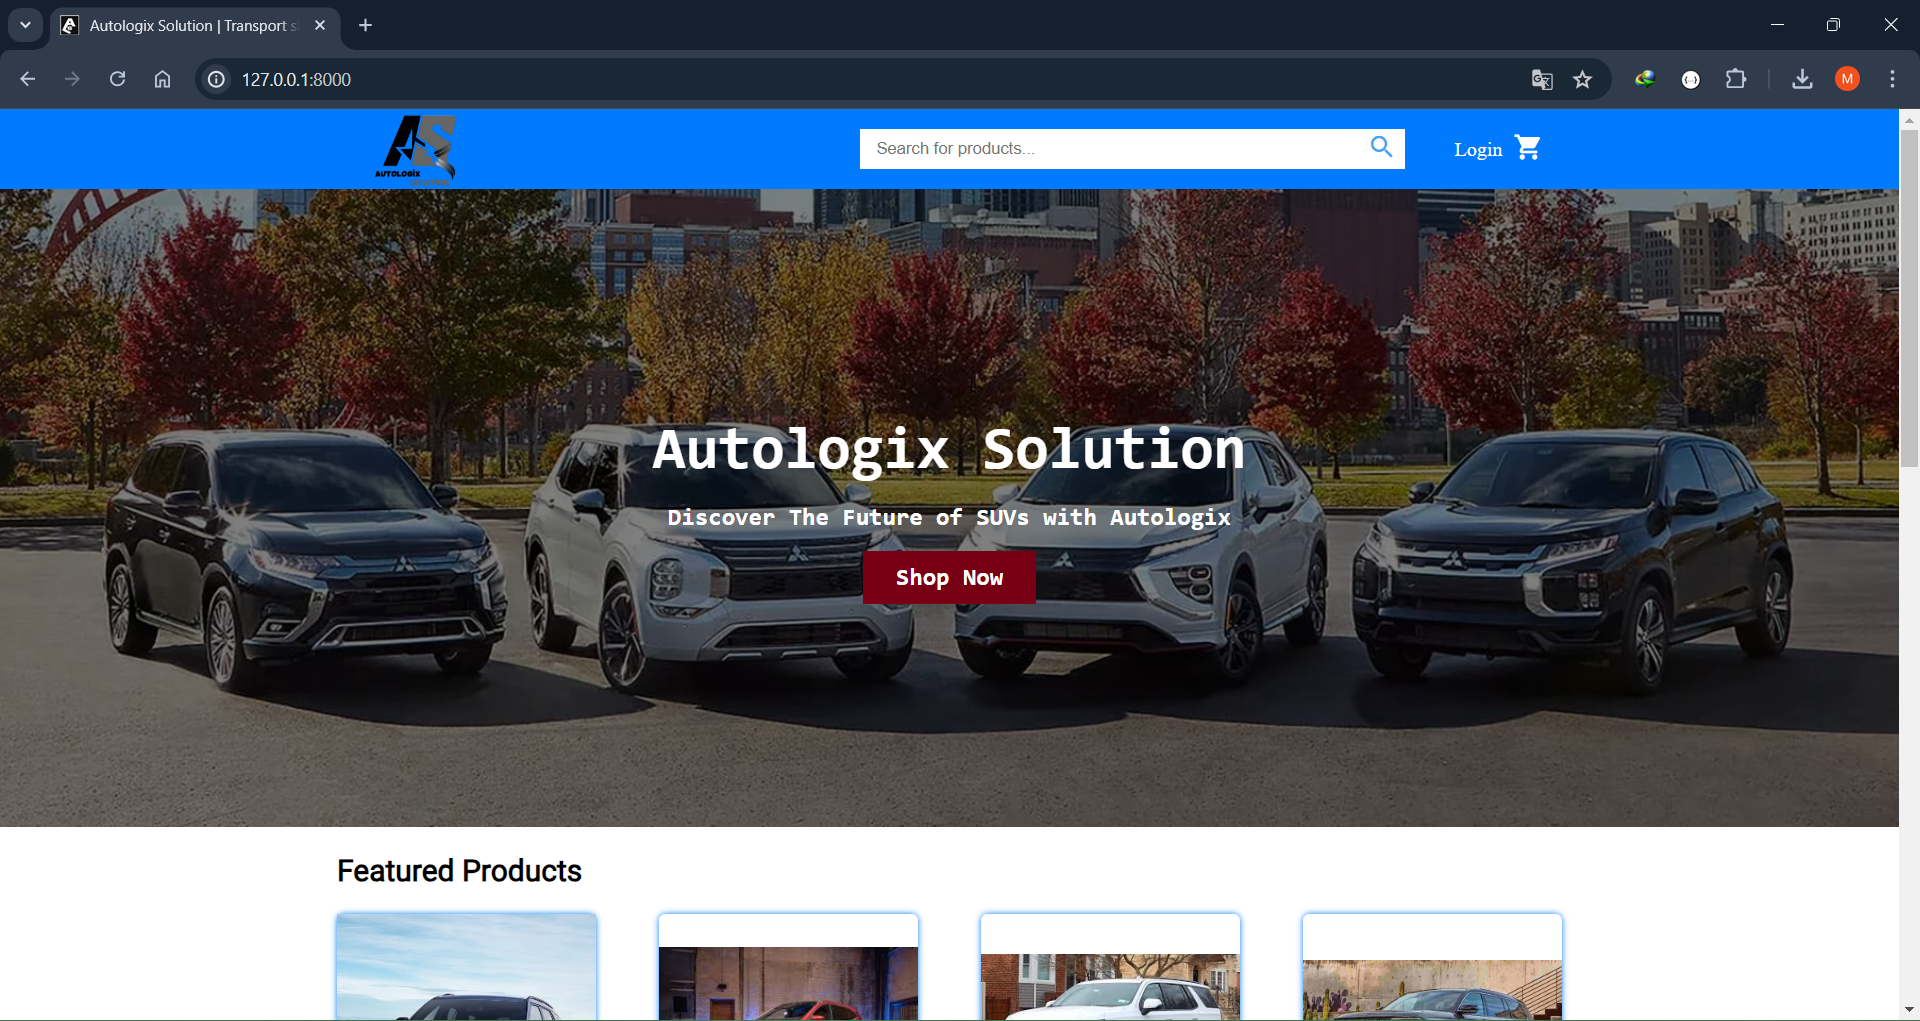 Autologix Solution | Transport s
127.0.0.1:8000
M
AS
AUTOLOGIX
Search for products...
Login
Autologix Solution
Discover The Future of SUVs with Autologix
Shop Now
Featured Products